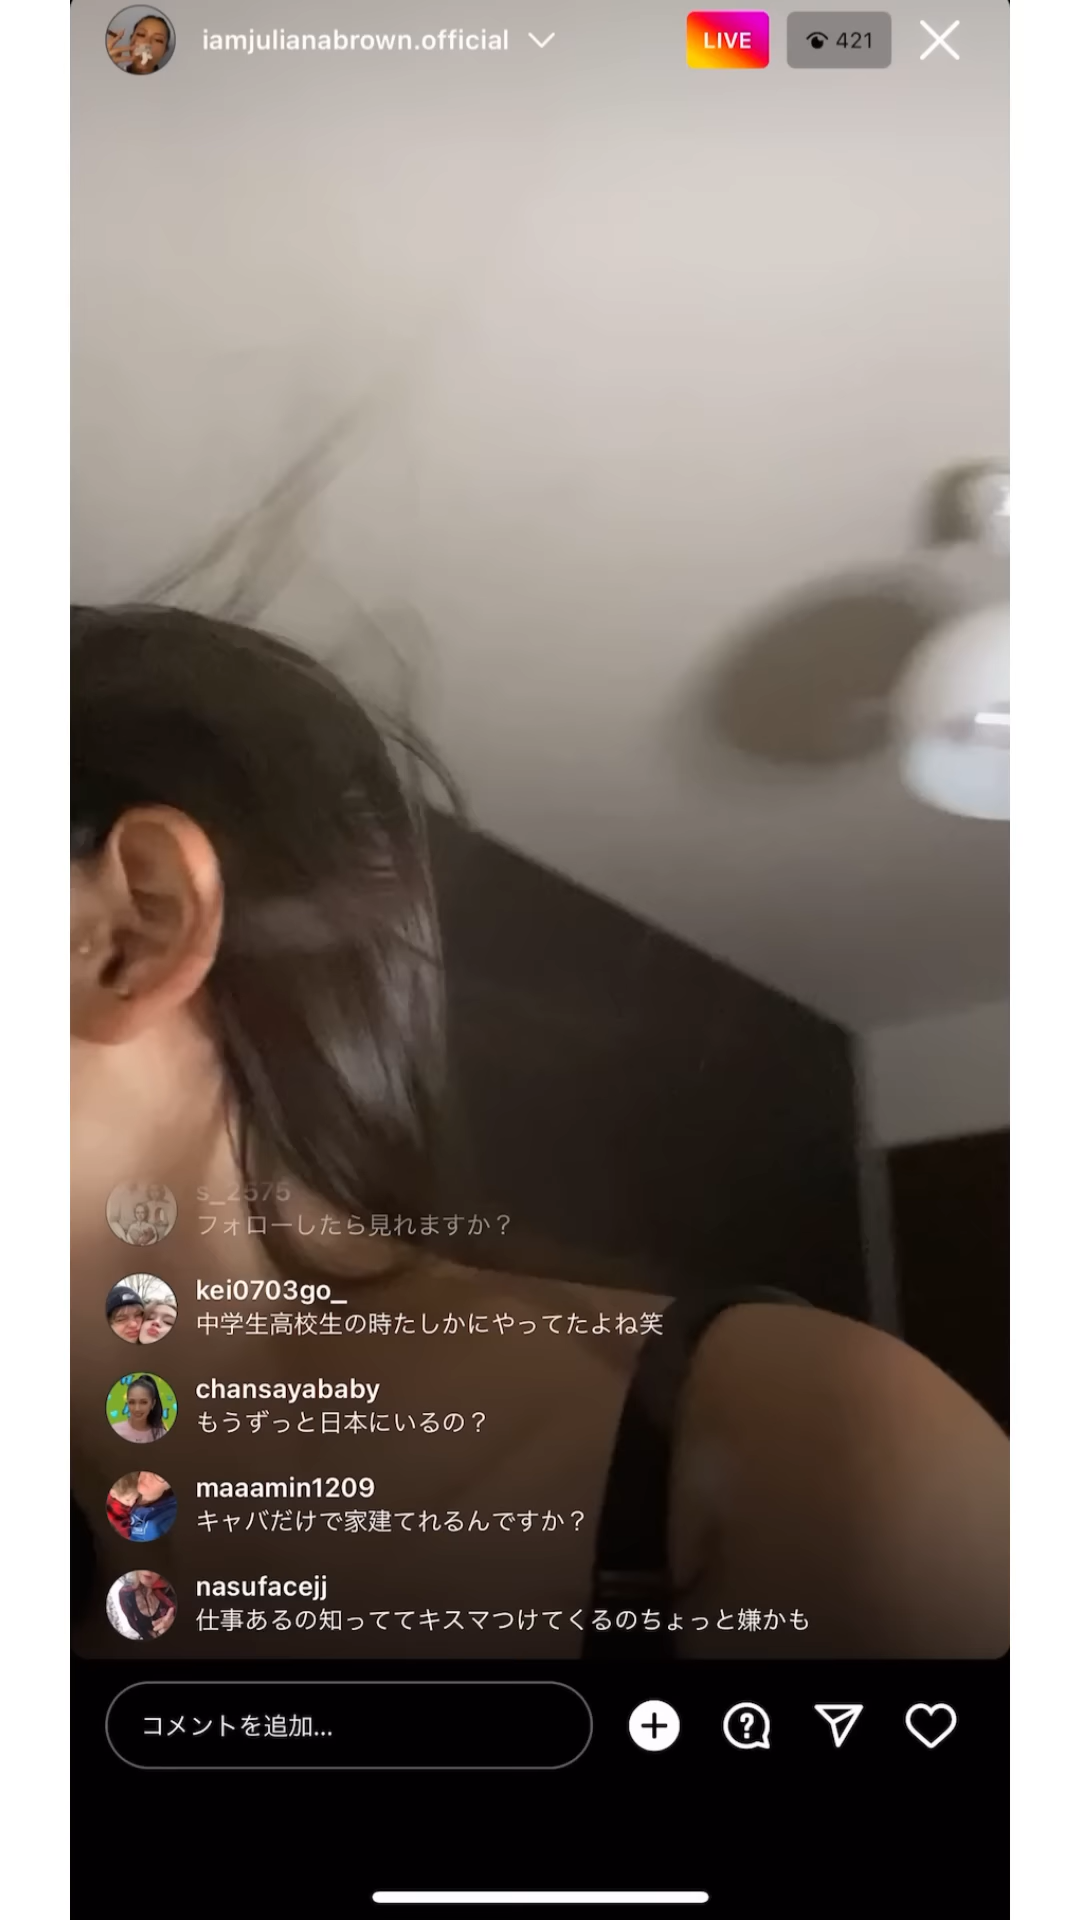 iamjulianabrown.official
LIVE
421
s_2575
フォローしたら見れますか？
kei0703go_
中学生高校生の時たしかにやってたよね笑
chansayababy
もうずっと日本にいるの？
maaamin1209
キャバだけで家建てれるんですか？
nasufacejj
仕事あるの知っててキスマつけてくるのちょっと嫌かも
コメントを追加...